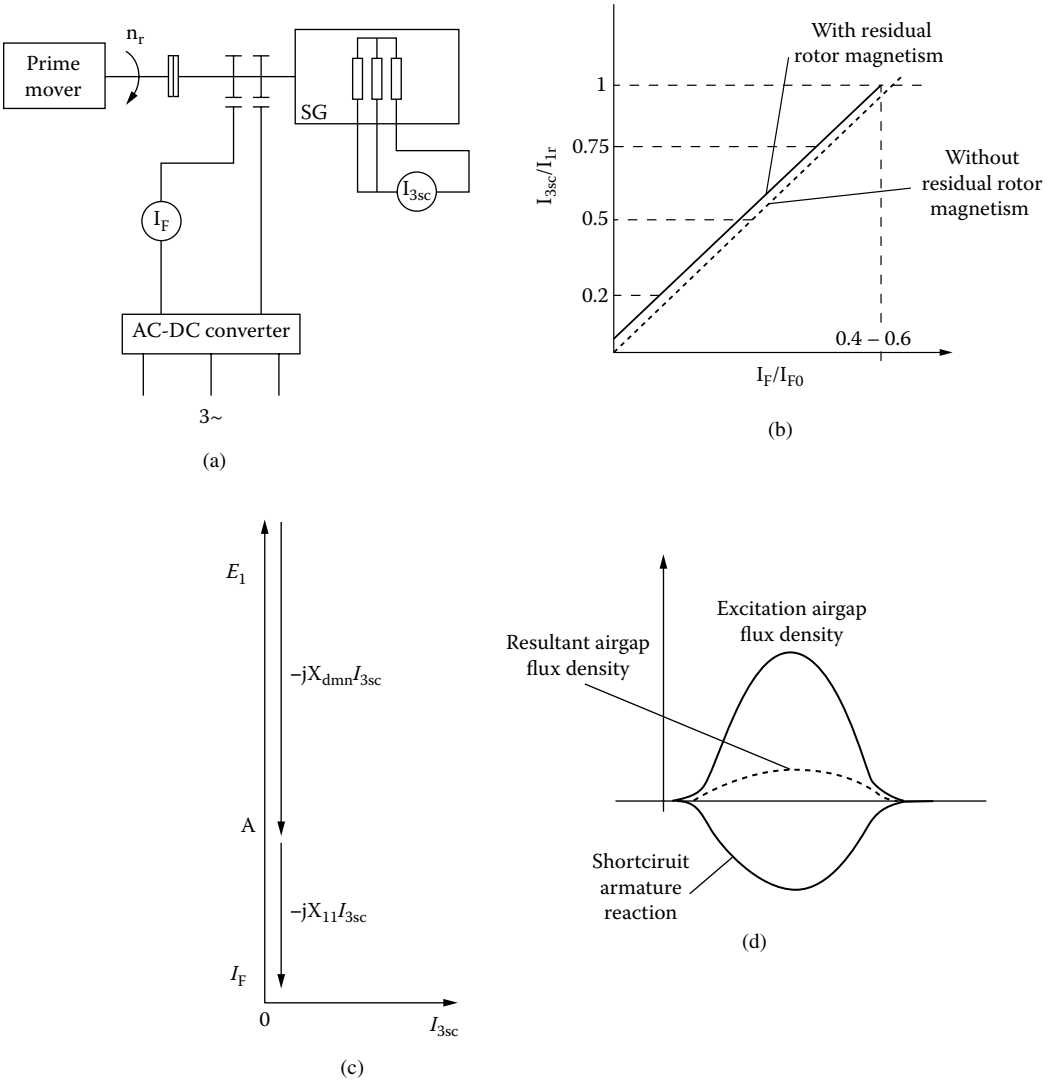 n_r
Prime
mover
SG
I_3sc
I_F
AC-DC converter
3~
(a)
With residual
rotor magnetism
1
0.75
0.5
0.2
I_3sc/I_1r
Without
residual rotor
magnetism
0.4 – 0.6
I_F/I_F0
(b)
E_1
–jX_dmn I_3sc
A
–jX_11 I_3sc
I_F
0
I_3sc
(c)
Excitation airgap
flux density
Resultant airgap
flux density
Shortciruit
armature
reaction
(d)